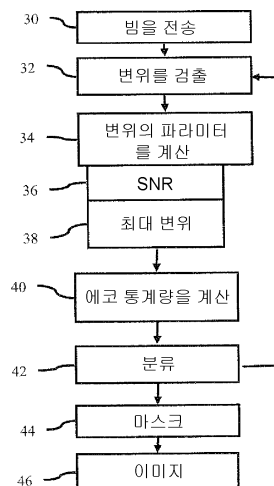 30
빔을 전송
32
변위를 검출
34
변위의 파라미터
를 계산
36
SNR
38
최대 변위
40
에코 통계량을 계산
42
분류
44
마스크
46
이미지